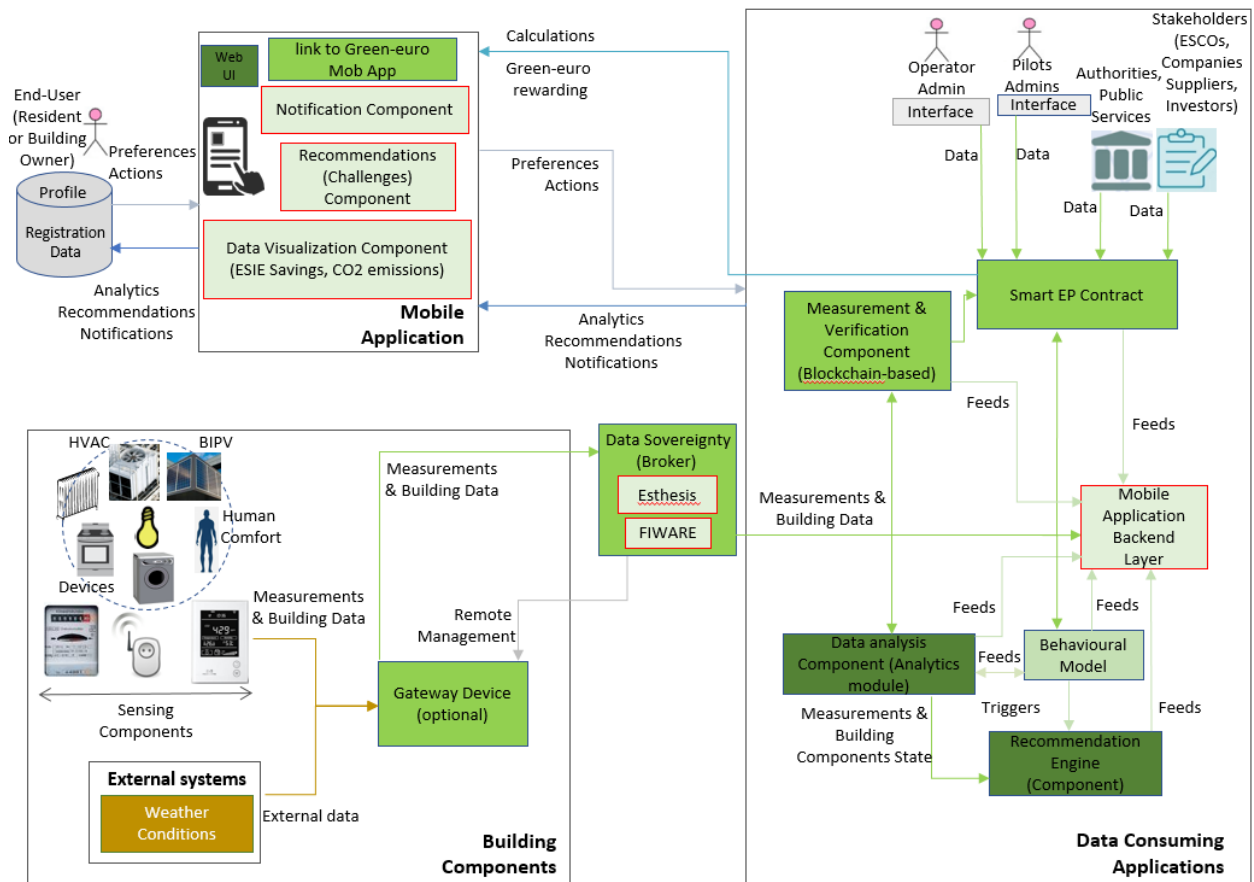 Web
UI
link to Green-euro
Mob App
Notification Component
Recommendations
(Challenges)
Component
Data Visualization Component
(ESIE Savings, CO2 emissions)
Mobile
Application
End-User
(Resident
or Building
Owner)
Preferences
Actions
Profile
Registration
Data
Analytics
Recommendations
Notifications
Calculations
Green-euro
rewarding
Preferences
Actions
Analytics
Recommendations
Notifications
Operator
Admin
Interface
Pilots
Admins
Interface
Authorities,
Public
Services
Stakeholders
(ESCOs,
Companies
Suppliers,
Investors)
Data
Data
Data
Data
Smart EP Contract
Measurement &
Verification
Component
(Blockchain-based)
Feeds
Feeds
Mobile
Application
Backend
Layer
Measurements &
Building Data
Feeds
Feeds
Data analysis
Component (Analytics
module)
Feeds
Behavioural
Model
Triggers
Feeds
Measurements &
Building
Components State
Recommendation
Engine
(Component)
Data Consuming
Applications
HVAC
BIPV
Human
Comfort
Devices
Measurements
& Building Data
Sensing
Components
External systems
Weather
Conditions
External data
Measurements
& Building Data
Remote
Management
Gateway Device
(optional)
Building
Components
Data Sovereignty
(Broker)
Esthesis
FIWARE